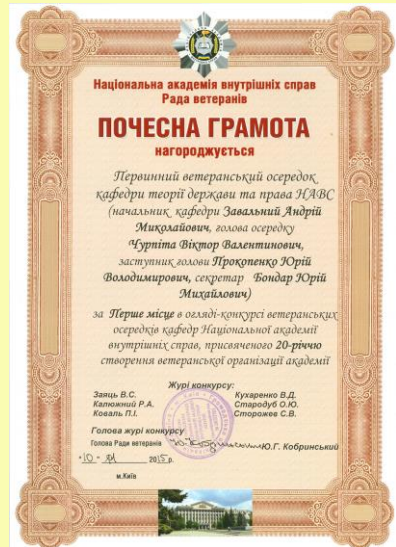 Національна академія внутрішніх справ
Рада ветеранів
ПОЧЕСНА ГРАМОТА
нагороджується
Первинний ветеранський осередок
кафедри теорії держави та права НАВС
(начальник кафедри Завальний Андрій
Миколайович, голова осередку
Чурпіта Віктор Валентинович,
заступник голови Прокопенко Юрій
Володимирович, секретар Бондар Юрій
Михайлович)
за Перше місце в огляді-конкурсі ветеранських
осередків кафедр Національної академії
внутрішніх справ, присвяченого 20-річчю
створення ветеранської організації академії
Журі конкурсу:
Заяць В.С. Кухаренко В.Д.
Калюжний Р.А. Стародуб О.Ю.
Коваль П.І. Сторожев С.В.
Голова журі конкурсу
Голова Ради ветеранів Ю.Г. Кобринський
"10" 2015 р.
м.Київ